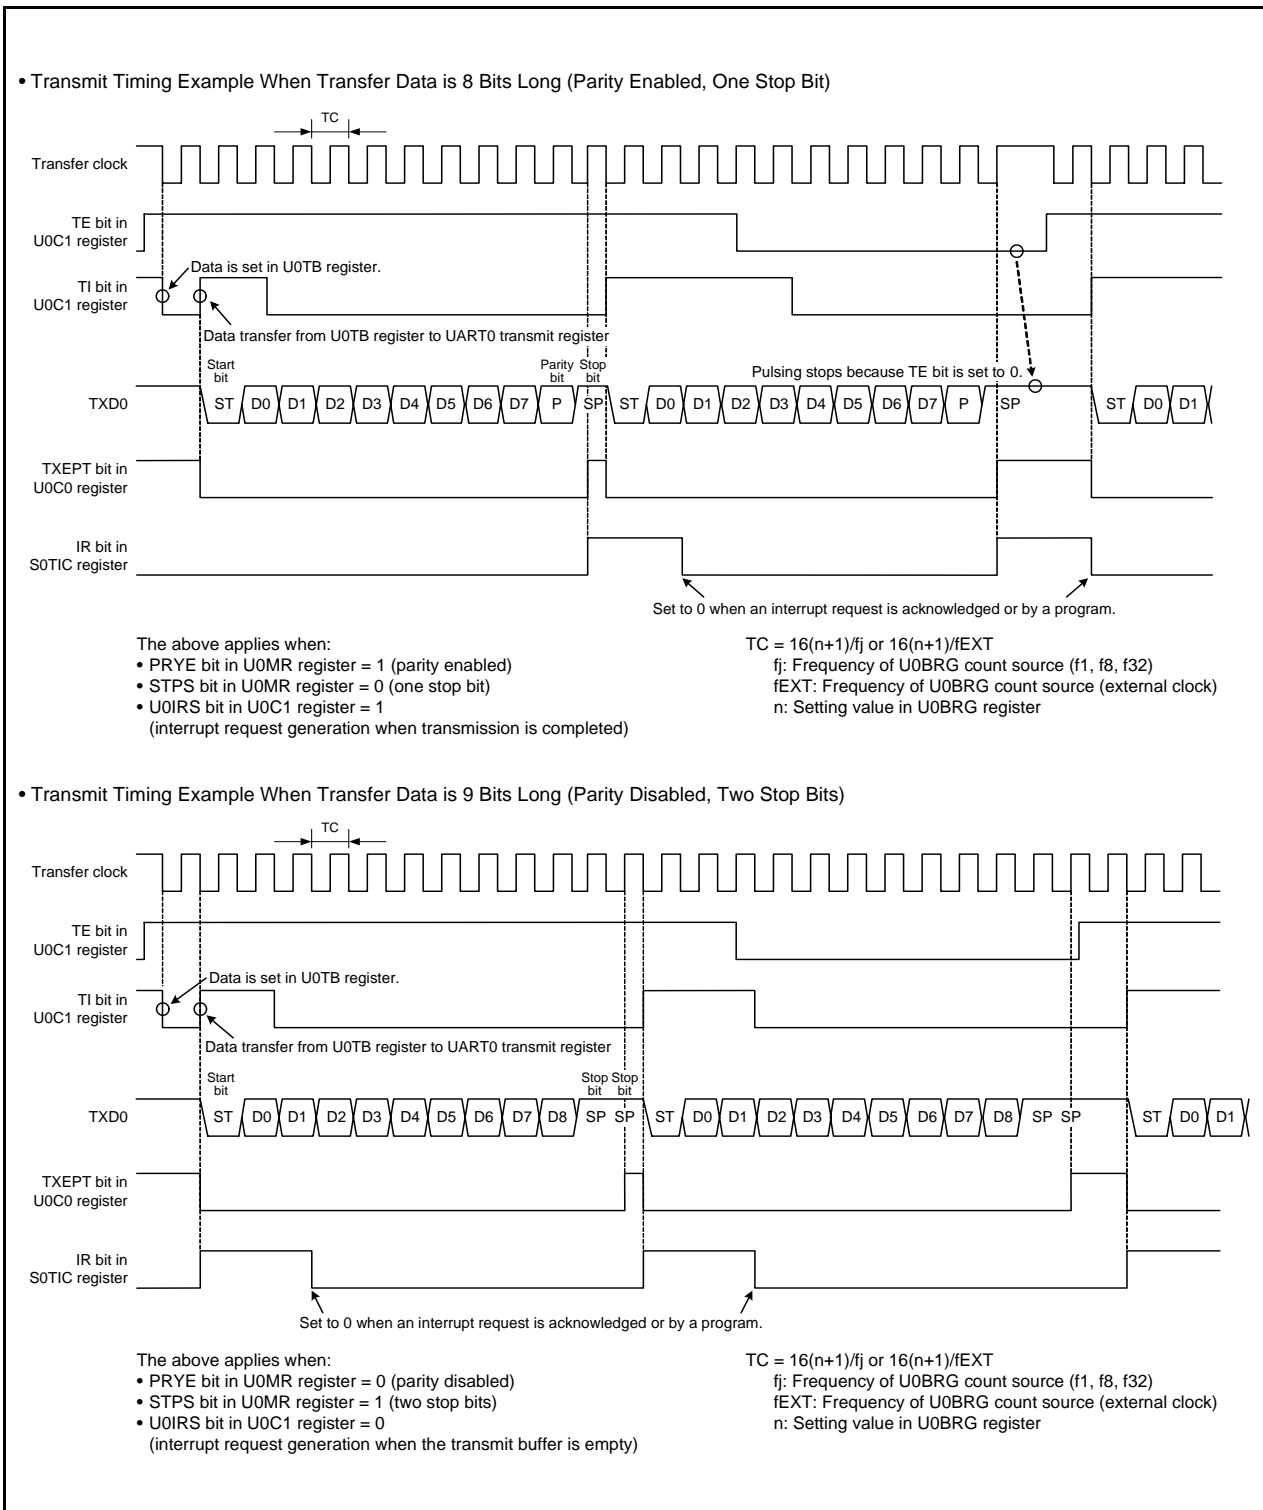 • Transmit Timing Example When Transfer Data is 8 Bits Long (Parity Enabled, One Stop Bit)
TC
Transfer clock
TE bit in
U0C1 register
Data is set in U0TB register.
TI bit in
U0C1 register
Data transfer from U0TB register to UART0 transmit register
Start
bit
Parity
bit
Stop
bit
Pulsing stops because TE bit is set to 0.
TXD0
ST D0 D1 D2 D3 D4 D5 D6 D7 P SP ST D0 D1 D2 D3 D4 D5 D6 D7 P SP ST D0 D1
TXEPT bit in
U0C0 register
IR bit in
S0TIC register
Set to 0 when an interrupt request is acknowledged or by a program.
The above applies when:
• PRYE bit in U0MR register = 1 (parity enabled)
• STPS bit in U0MR register = 0 (one stop bit)
• U0IRS bit in U0C1 register = 1
(interrupt request generation when transmission is completed)
TC = 16(n+1)/fj or 16(n+1)/fEXT
fj: Frequency of U0BRG count source (f1, f8, f32)
fEXT: Frequency of U0BRG count source (external clock)
n: Setting value in U0BRG register
• Transmit Timing Example When Transfer Data is 9 Bits Long (Parity Disabled, Two Stop Bits)
TC
Transfer clock
TE bit in
U0C1 register
Data is set in U0TB register.
TI bit in
U0C1 register
Data transfer from U0TB register to UART0 transmit register
Start
bit
Stop
bit
Stop
bit
TXD0
ST D0 D1 D2 D3 D4 D5 D6 D7 D8 SP SP ST D0 D1 D2 D3 D4 D5 D6 D7 D8 SP SP ST D0 D1
TXEPT bit in
U0C0 register
IR bit in
S0TIC register
Set to 0 when an interrupt request is acknowledged or by a program.
The above applies when:
• PRYE bit in U0MR register = 0 (parity disabled)
• STPS bit in U0MR register = 1 (two stop bits)
• U0IRS bit in U0C1 register = 0
(interrupt request generation when the transmit buffer is empty)
TC = 16(n+1)/fj or 16(n+1)/fEXT
fj: Frequency of U0BRG count source (f1, f8, f32)
fEXT: Frequency of U0BRG count source (external clock)
n: Setting value in U0BRG register